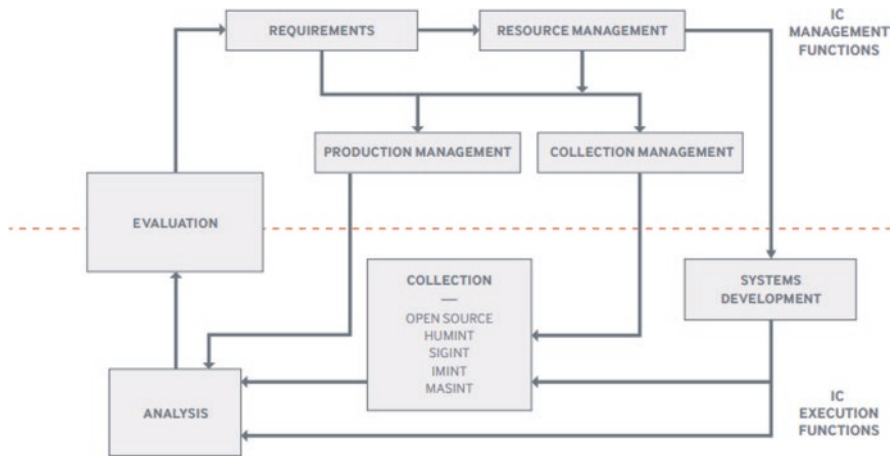 REQUIREMENTS
RESOURCE MANAGEMENT
IC
MANAGEMENT
FUNCTIONS
PRODUCTION MANAGEMENT
COLLECTION MANAGEMENT
EVALUATION
COLLECTION
—
OPEN SOURCE
HUMINT
SIGINT
IMINT
MASINT
SYSTEMS
DEVELOPMENT
ANALYSIS
IC
EXECUTION
FUNCTIONS